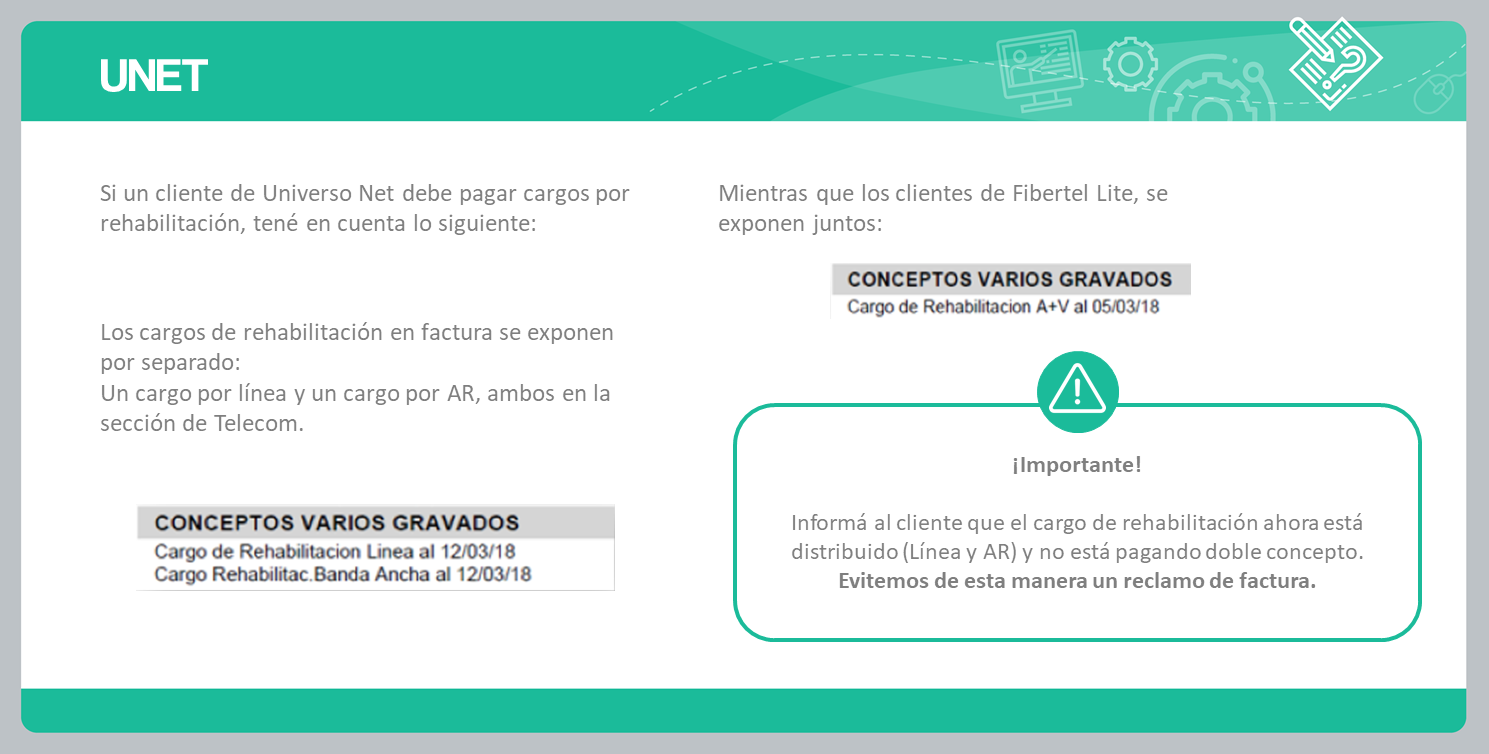 UNET
Si un cliente de Universo Net debe pagar cargos por
rehabilitación, tené en cuenta lo siguiente:
Los cargos de rehabilitación en factura se exponen
por separado:
Un cargo por línea y un cargo por AR, ambos en la
sección de Telecom.
CONCEPTOS VARIOS GRAVADOS
Cargo de Rehabilitacion Linea al 12/03/18
Cargo Rehabilitac.Banda Ancha al 12/03/18
Mientras que los clientes de Fibertel Lite, se
exponen juntos:
CONCEPTOS VARIOS GRAVADOS
Cargo de Rehabilitacion A+V al 05/03/18
¡Importante!
Informá al cliente que el cargo de rehabilitación ahora está
distribuido (Línea y AR) y no está pagando doble concepto.
Evitemos de esta manera un reclamo de factura.